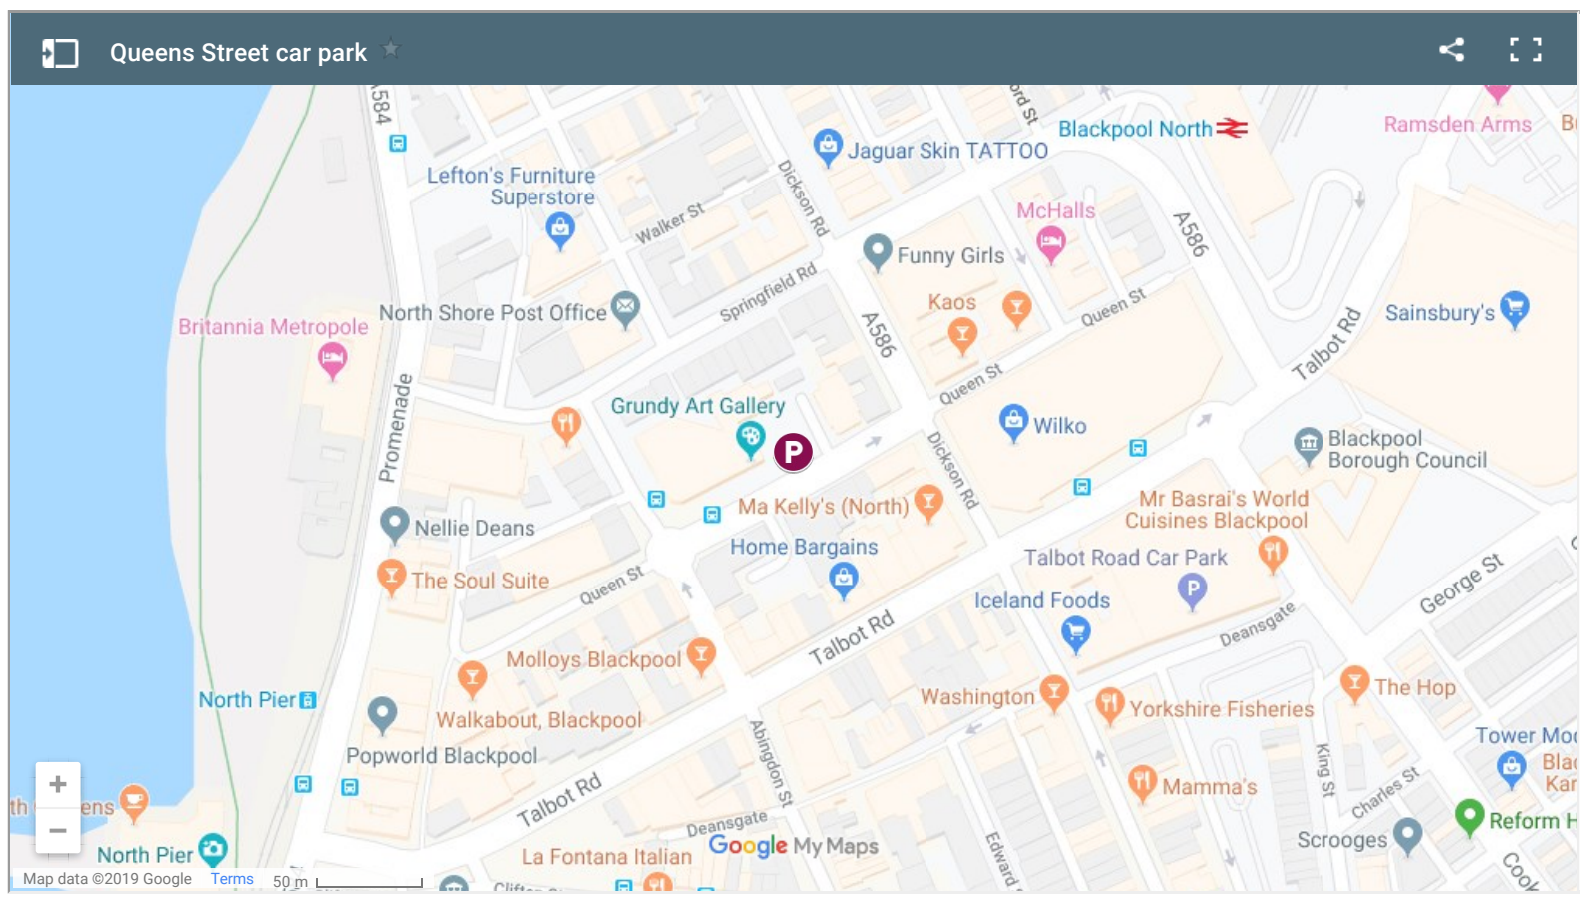 Queens Street car park
Blackpool North
Ramsden Arms
Jaguar Skin TATTOO
Lefton's Furniture
Superstore
Dickson Rd
Walker St
McHalls
A586
Funny Girls
Springfield Rd
North Shore Post Office
Kaos
Queen St
Sainsbury's
Britannia Metropole
A586
Talbot Rd
Promenade
Queen St
Grundy Art Gallery
P
Wilko
Dickson Rd
Blackpool
Borough Council
Ma Kelly's (North)
Mr Basrai's World
Cuisines Blackpool
Nellie Deans
Home Bargains
Talbot Road Car Park
P
The Soul Suite
Queen St
Iceland Foods
George St
Deansgate
Talbot Rd
Molloys Blackpool
North Pier
Washington
The Hop
Walkabout, Blackpool
Yorkshire Fisheries
Popworld Blackpool
Abingdon St
King St
Mamma's
Charles St
Talbot Rd
Deansgate
Reform
Scrooges
Google My Maps
North Pier
La Fontana Italian
Edward
Map data ©2019 Google
Terms
50 m